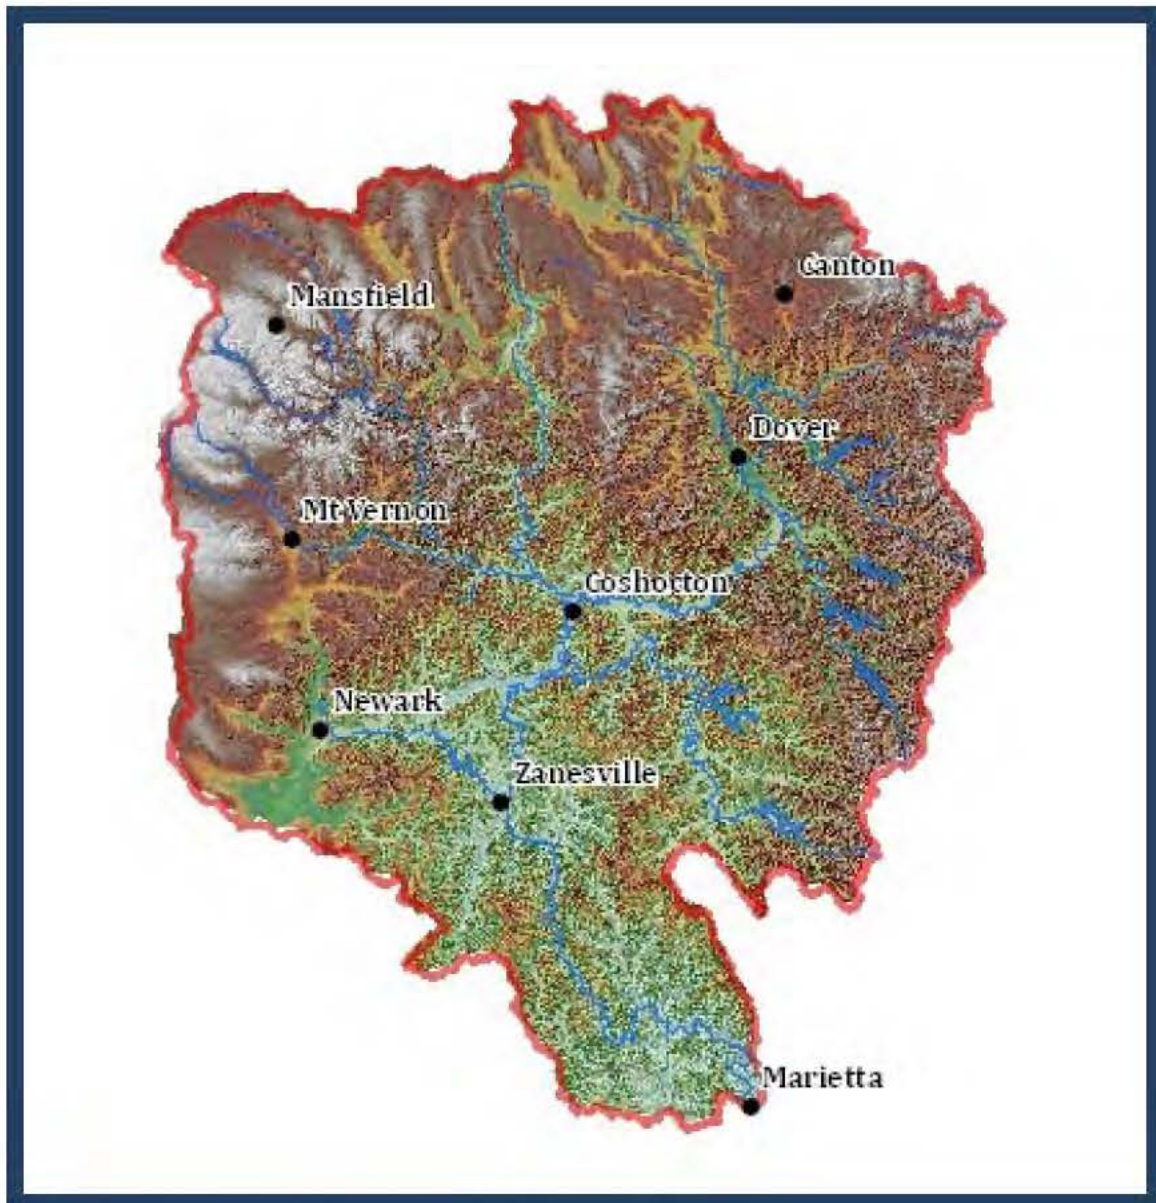 Canton
Mansfield
Dover
Mt Vernon
Coshocton
Newark
Zanesville
Marietta